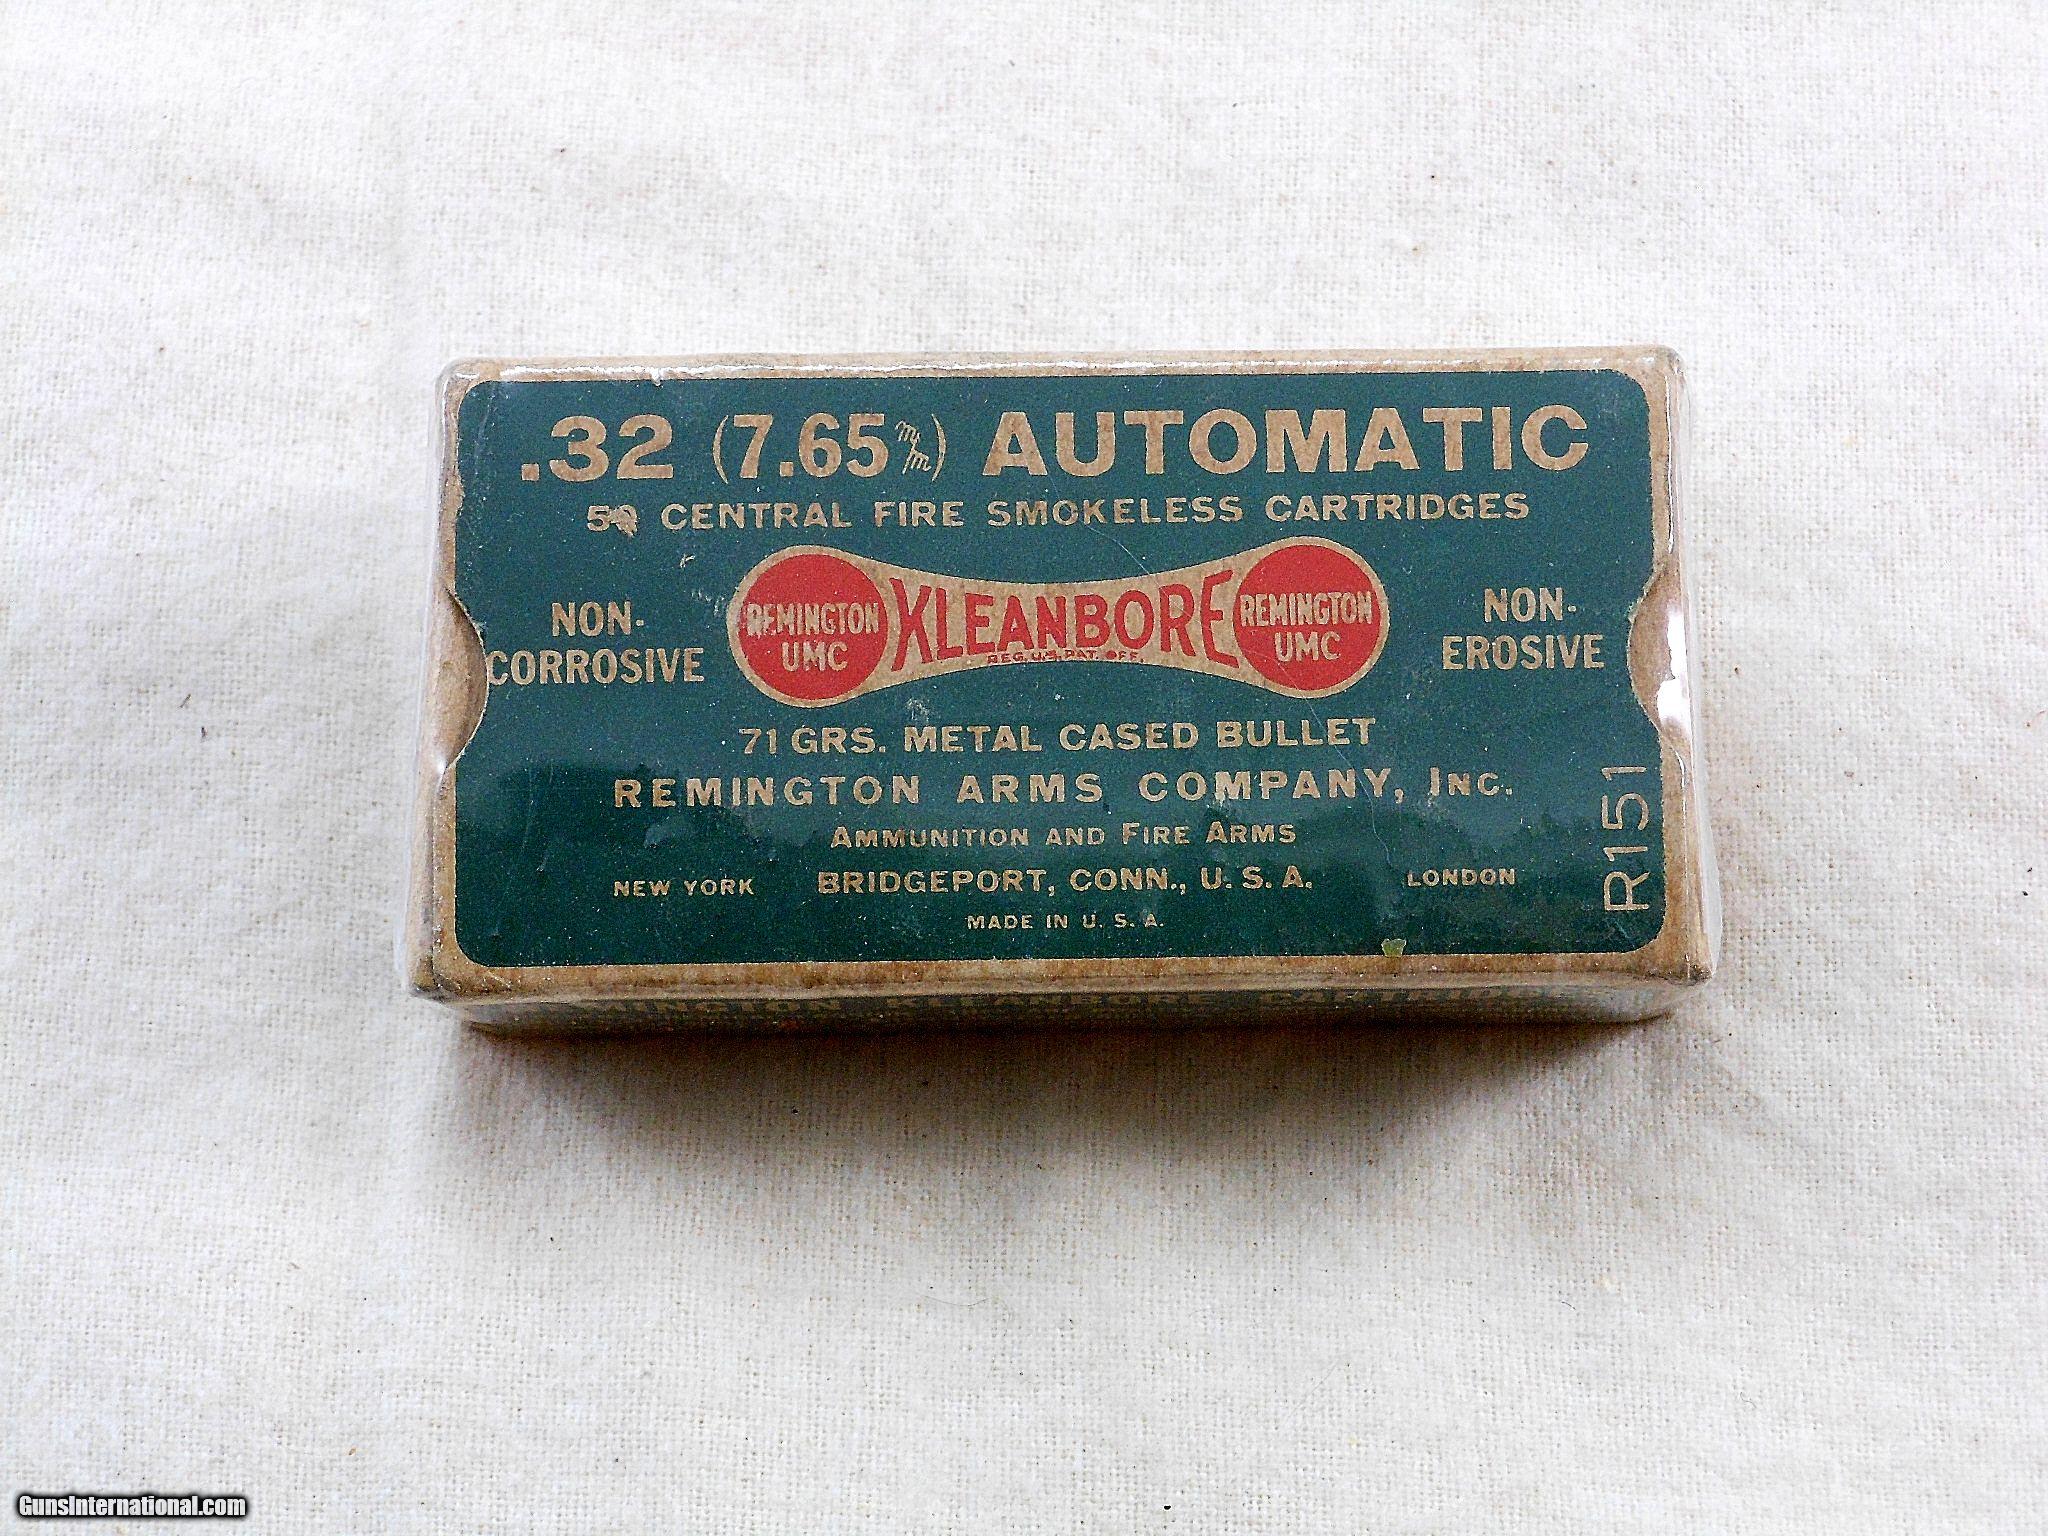 .32 (7.65 m/m) AUTOMATIC
50 CENTRAL FIRE SMOKELESS CARTRIDGES
NON-
CORROSIVE
REMINGTON
UMC
KLEANBORE
REG. U.S. PAT. OFF.
REMINGTON
UMC
NON-
EROSIVE
71 GRS. METAL CASED BULLET
REMINGTON ARMS COMPANY, INC.
AMMUNITION AND FIRE ARMS
NEW YORK BRIDGEPORT, CONN., U. S. A. LONDON
MADE IN U. S. A.
R151
KLEANBORE
GunsInternational.com